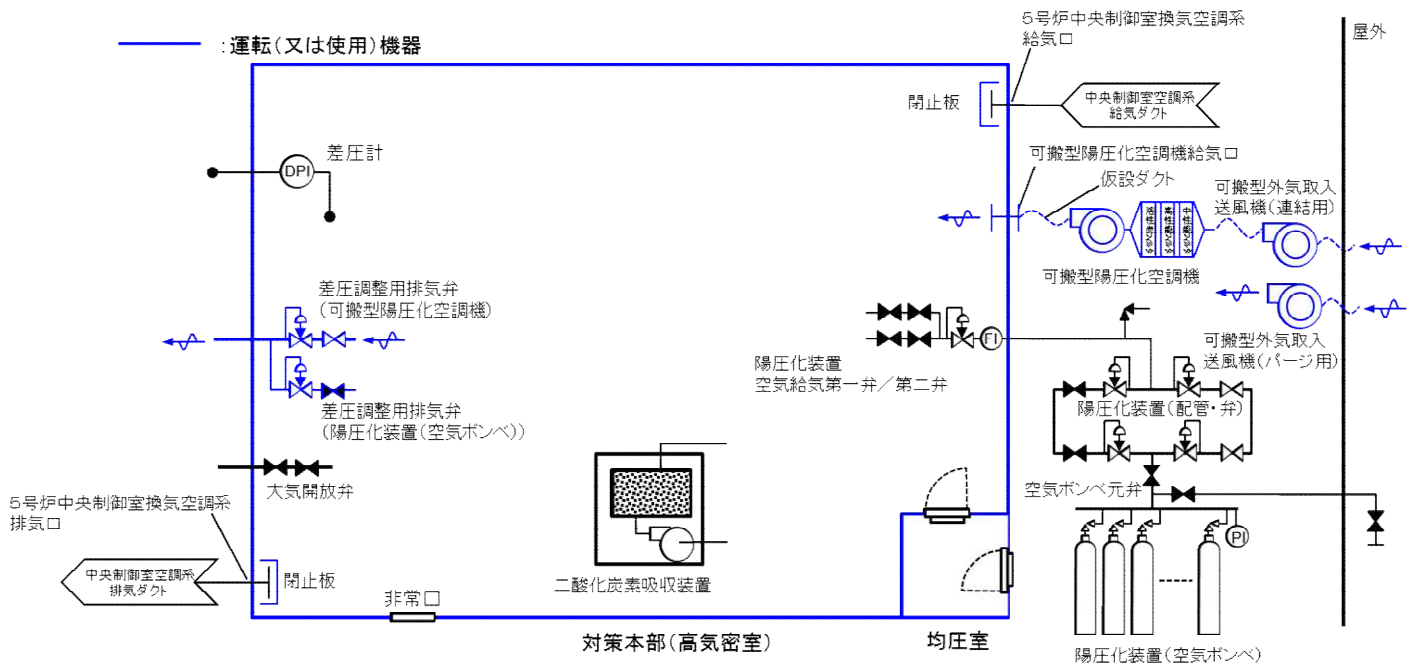 :運転(又は使用)機器
5号炉中央制御室換気空調系
給気口
屋外
閉止板
中央制御室空調系
給気ダクト
差圧計
DPI
可搬型陽圧化空調機給気口
仮設ダクト
可搬型外気取入
送風機(連結用)
可搬型陽圧化空調機
差圧調整用排気弁
(可搬型陽圧化空調機)
陽圧化装置
空気給気第一弁/第二弁
FI
可搬型外気取入
送風機(パージ用)
差圧調整用排気弁
(陽圧化装置(空気ボンベ))
陽圧化装置(配管・弁)
大気開放弁
空気ボンベ元弁
5号炉中央制御室換気空調系
排気口
PI
中央制御室空調系
排気ダクト
閉止板
二酸化炭素吸収装置
非常口
対策本部(高気密室)
均圧室
陽圧化装置(空気ボンベ)